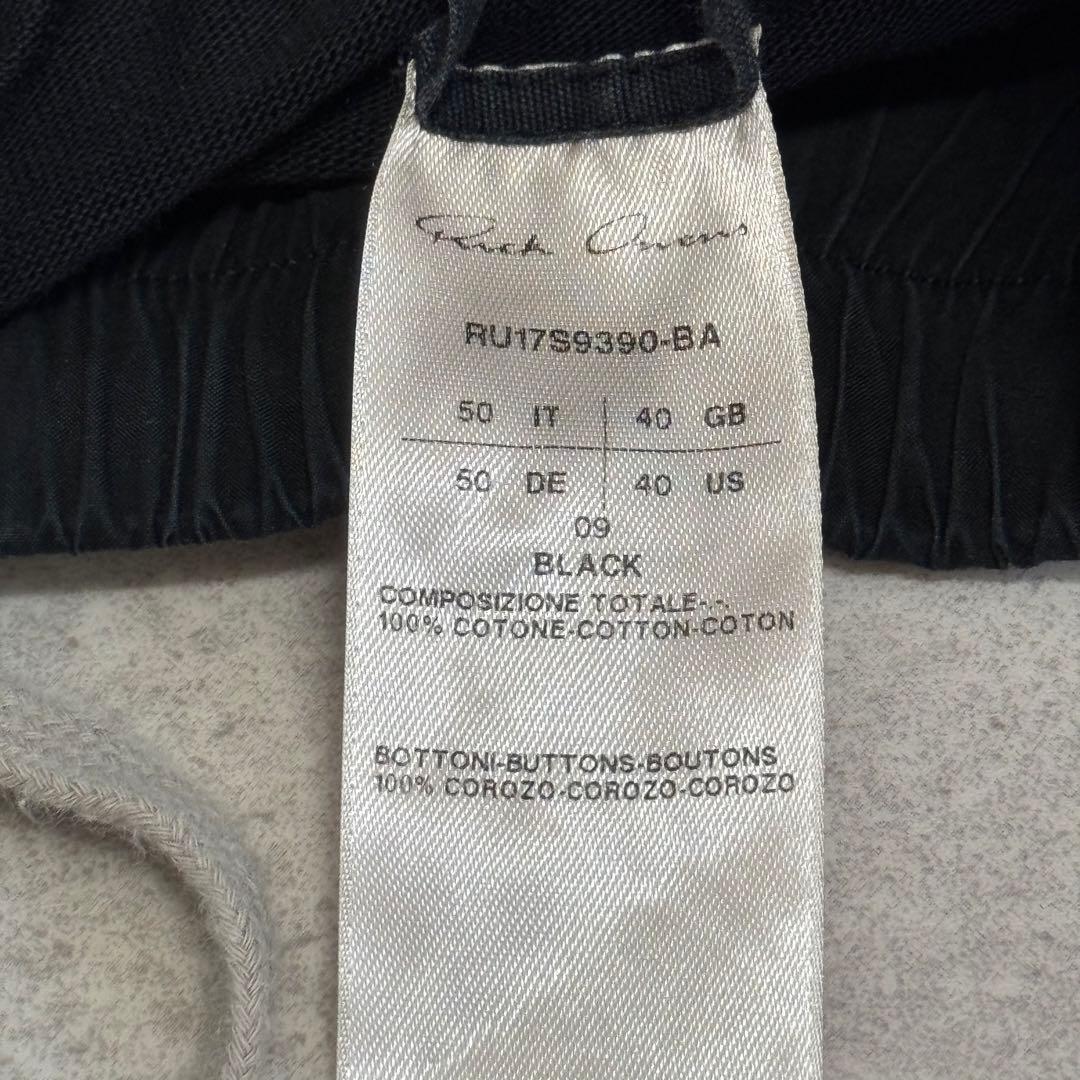 Rick Owens
RU17S9390-BA
50 IT 40 GB
50 DE 40 US
09
BLACK
COMPOSIZIONE TOTALE-.-.
100% COTONE-COTTON-COTON
BOTTONI-BUTTONS-BOUTONS
100% COROZO-COROZO-COROZO